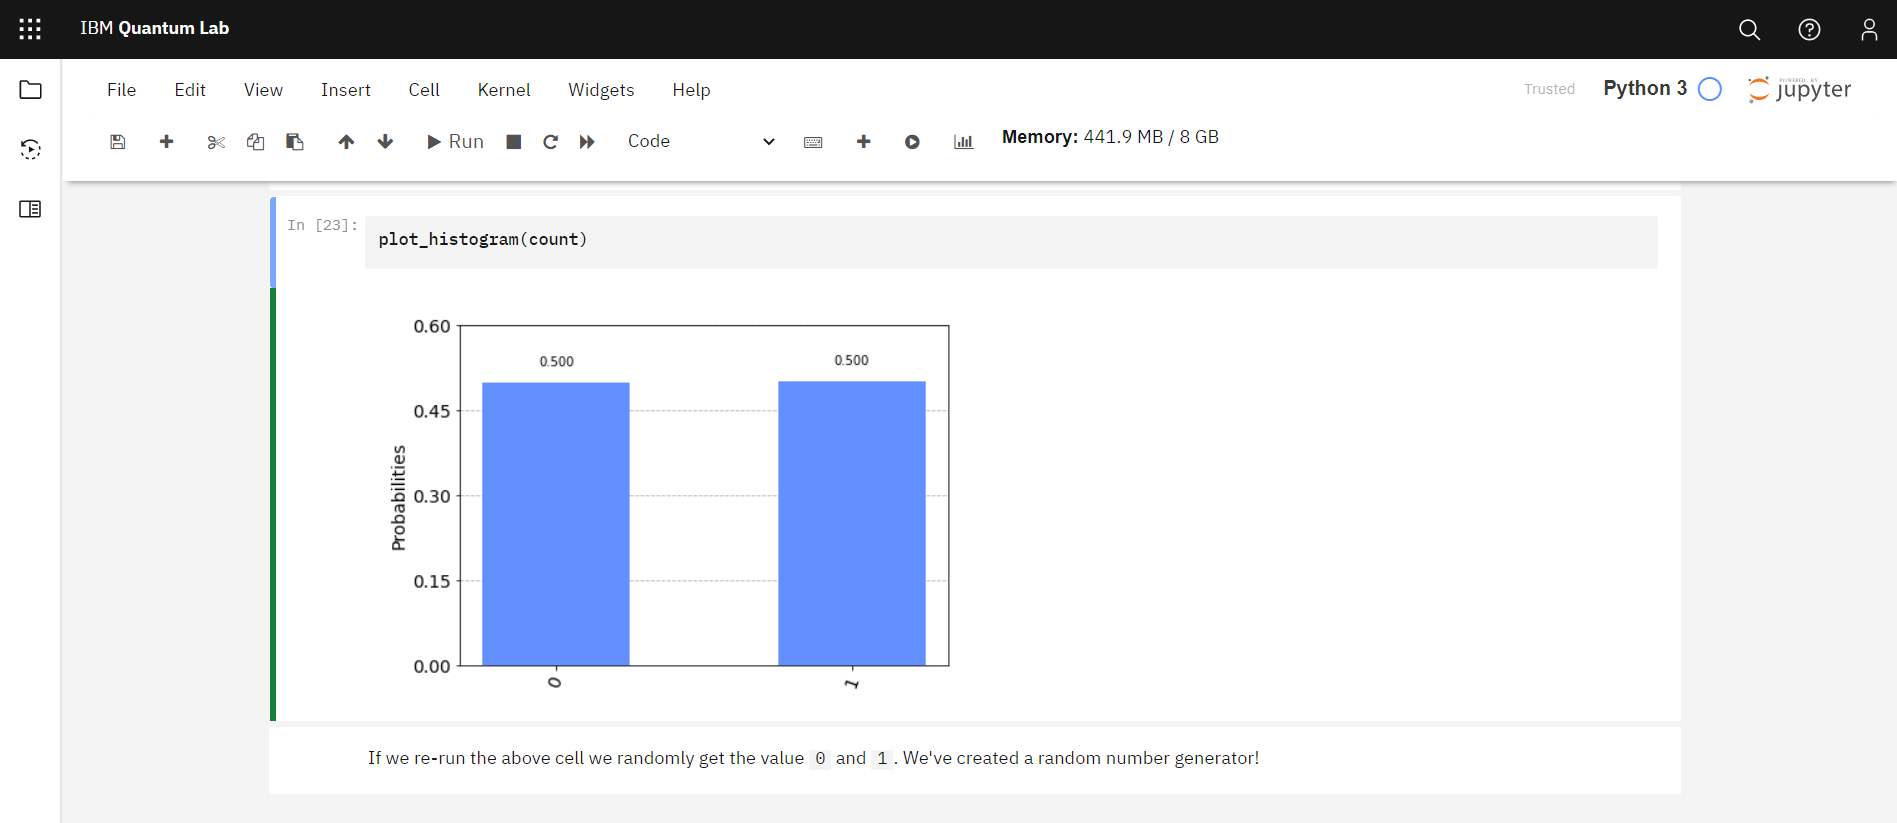 IBM Quantum Lab
File Edit View Insert Cell Kernel Widgets Help
Trusted
Python 3
POWERED BY
jupyter
Run
Code
Memory: 441.9 MB / 8 GB
In [23]:
plot_histogram(count)
0.60
0.500 0.500
0.45
Probabilities
0.30
0.15
0.00
0 1
If we re-run the above cell we randomly get the value 0 and 1. We've created a random number generator!